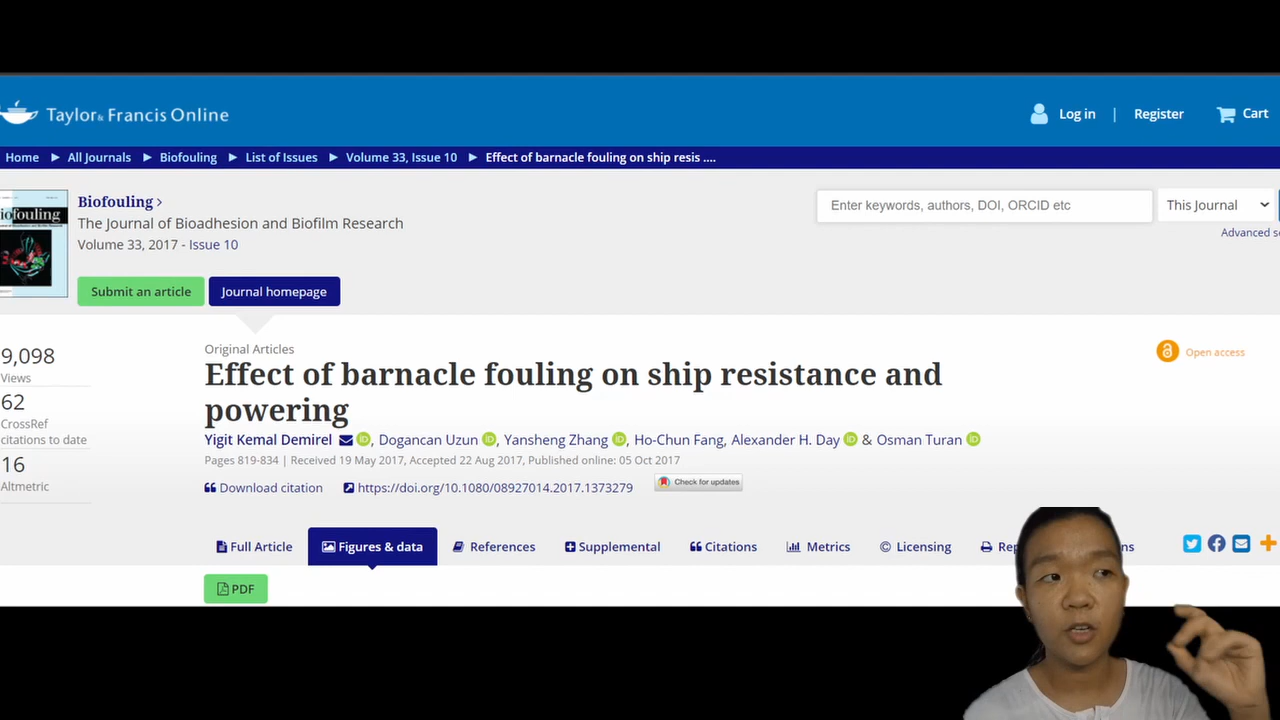 Taylor & Francis Online
Log in | Register Cart
Home All Journals Biofouling List of Issues Volume 33, Issue 10 Effect of barnacle fouling on ship resis ....
Biofouling
The Journal of Bioadhesion and Biofilm Research
Volume 33, 2017 - Issue 10
Enter keywords, authors, DOI, ORCID etc
This Journal
Advanced
Submit an article
Journal homepage
9,098
Views
62
CrossRef
citations to date
16
Altmetric
Original Articles
Effect of barnacle fouling on ship resistance and
powering
Open access
Yigit Kemal Demirel, Dogancan Uzun, Yansheng Zhang, Ho-Chun Fang, Alexander H. Day & Osman Turan
Pages 819-834 | Received 19 May 2017, Accepted 22 Aug 2017, Published online: 05 Oct 2017
Download citation https://doi.org/10.1080/08927014.2017.1373279 Check for updates
Full Article Figures & data References Supplemental Citations Metrics Licensing
PDF